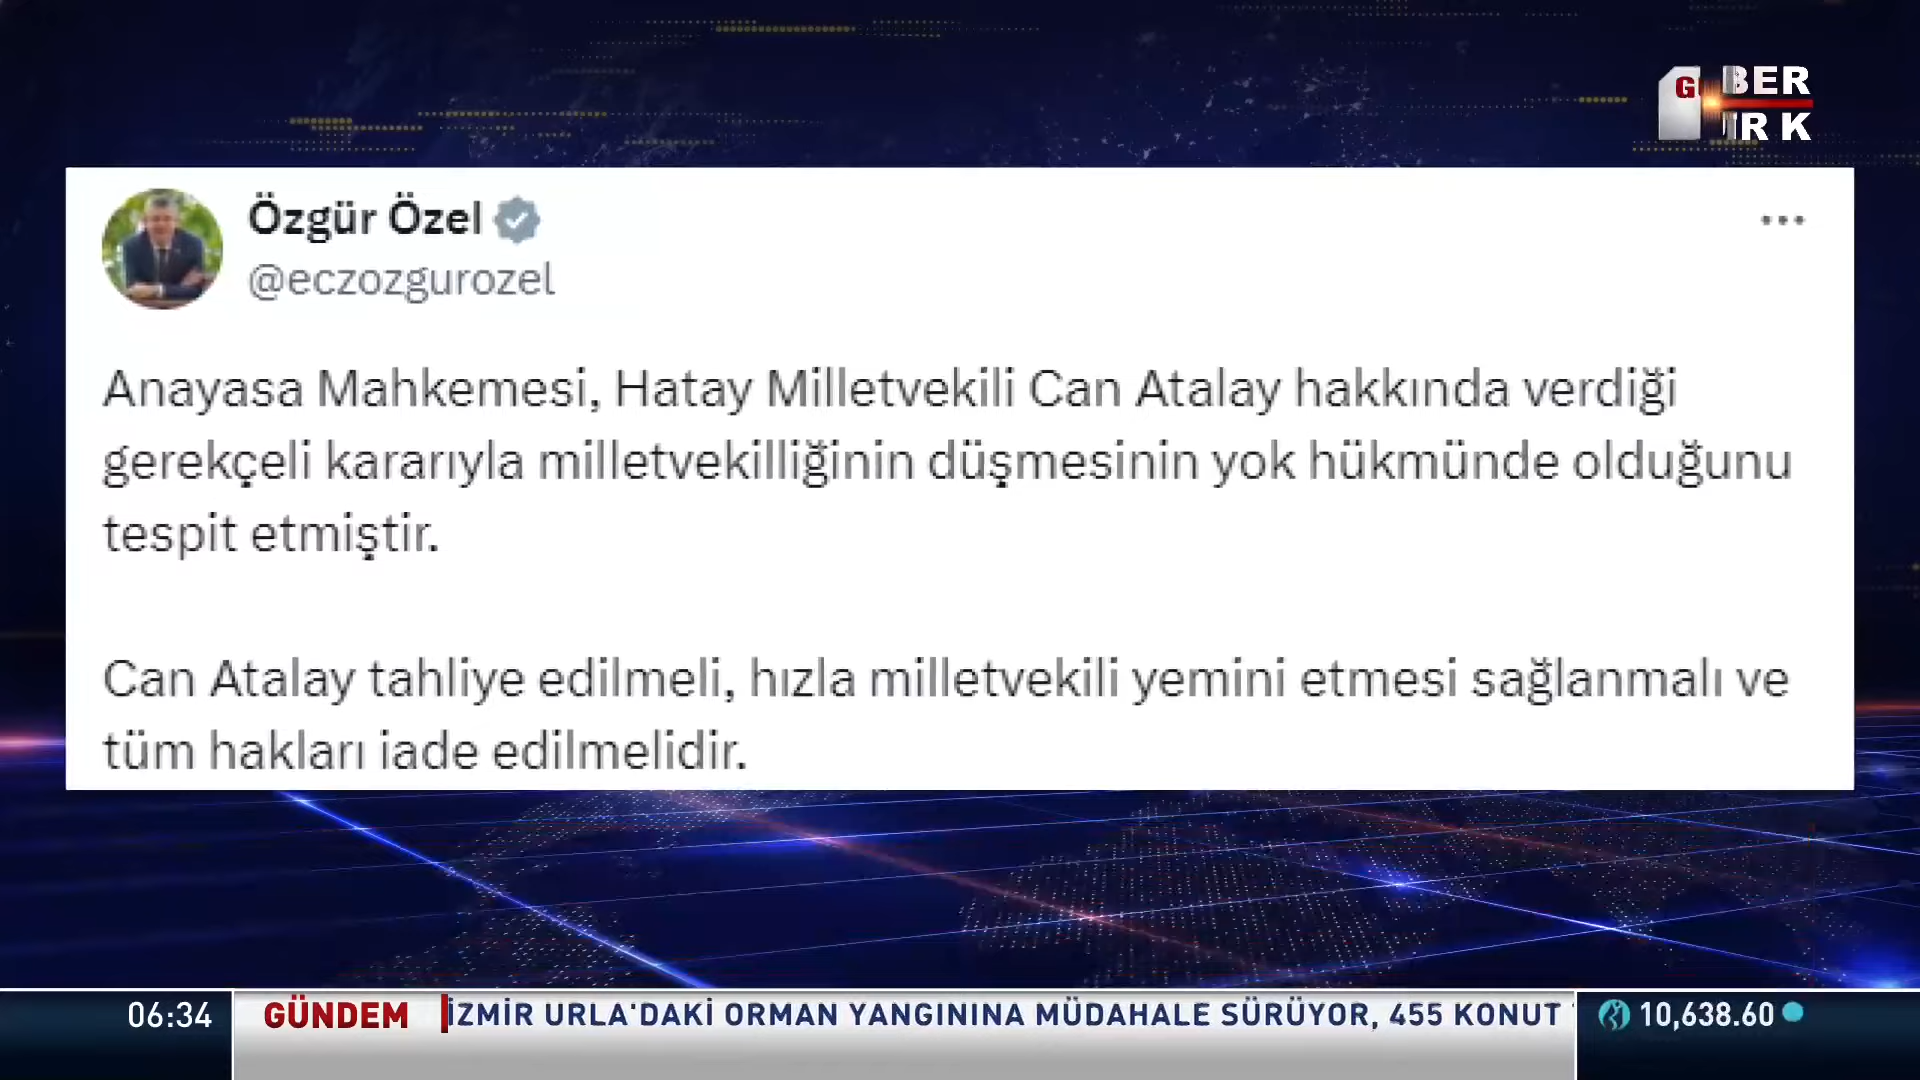 BER
RK
Özgür Özel
@eczozgurozel
Anayasa Mahkemesi, Hatay Milletvekili Can Atalay hakkında verdiği
gerekçeli kararıyla milletvekilliğinin düşmesinin yok hükmünde olduğunu
tespit etmiştir.
Can Atalay tahliye edilmeli, hızla milletvekili yemini etmesi sağlanmalı ve
tüm hakları iade edilmelidir.
06:34
GÜNDEM
İZMİR URLA'DAKİ ORMAN YANGININA MÜDAHALE SÜRÜYOR, 455 KONUT
10,638.60